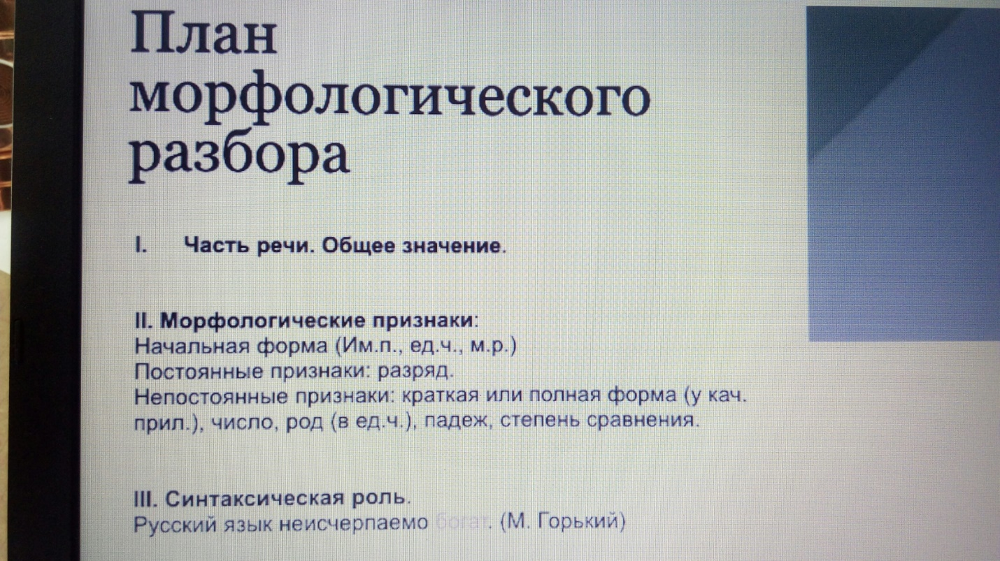 План
морфологического
разбора
I. Часть речи. Общее значение.
II. Морфологические признаки:
Начальная форма (Им.п., ед.ч., м.р.)
Постоянные признаки: разряд.
Непостоянные признаки: краткая или полная форма (у кач.
прил.), число, род (в ед.ч.), падеж, степень сравнения.
III. Синтаксическая роль.
Русский язык неисчерпаемо богат. (М. Горький)